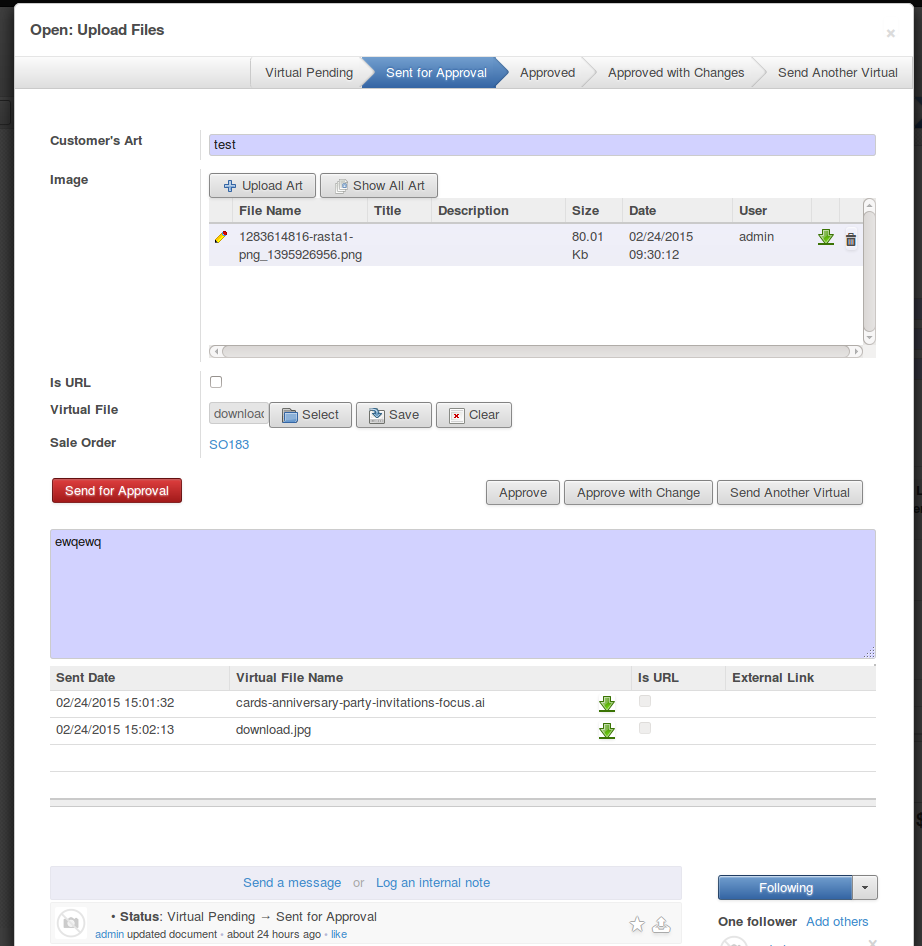 Open: Upload Files
×
Virtual Pending Sent for Approval Approved Approved with Changes Send Another Virtual
Customer's Art test
Image Upload Art Show All Art
File Name Title Description Size Date User
1283614816-rasta1- 80.01 02/24/2015 admin
png_1395926956.png Kb 09:30:12
Is URL
Virtual File download Select Save Clear
Sale Order SO183
Send for Approval Approve Approve with Change Send Another Virtual
ewqewq
Sent Date Virtual File Name Is URL External Link
02/24/2015 15:01:32 cards-anniversary-party-invitations-focus.ai
02/24/2015 15:02:13 download.jpg
Send a message or Log an internal note Following
• Status: Virtual Pending → Sent for Approval
One follower Add others
admin updated document • about 24 hours ago • like